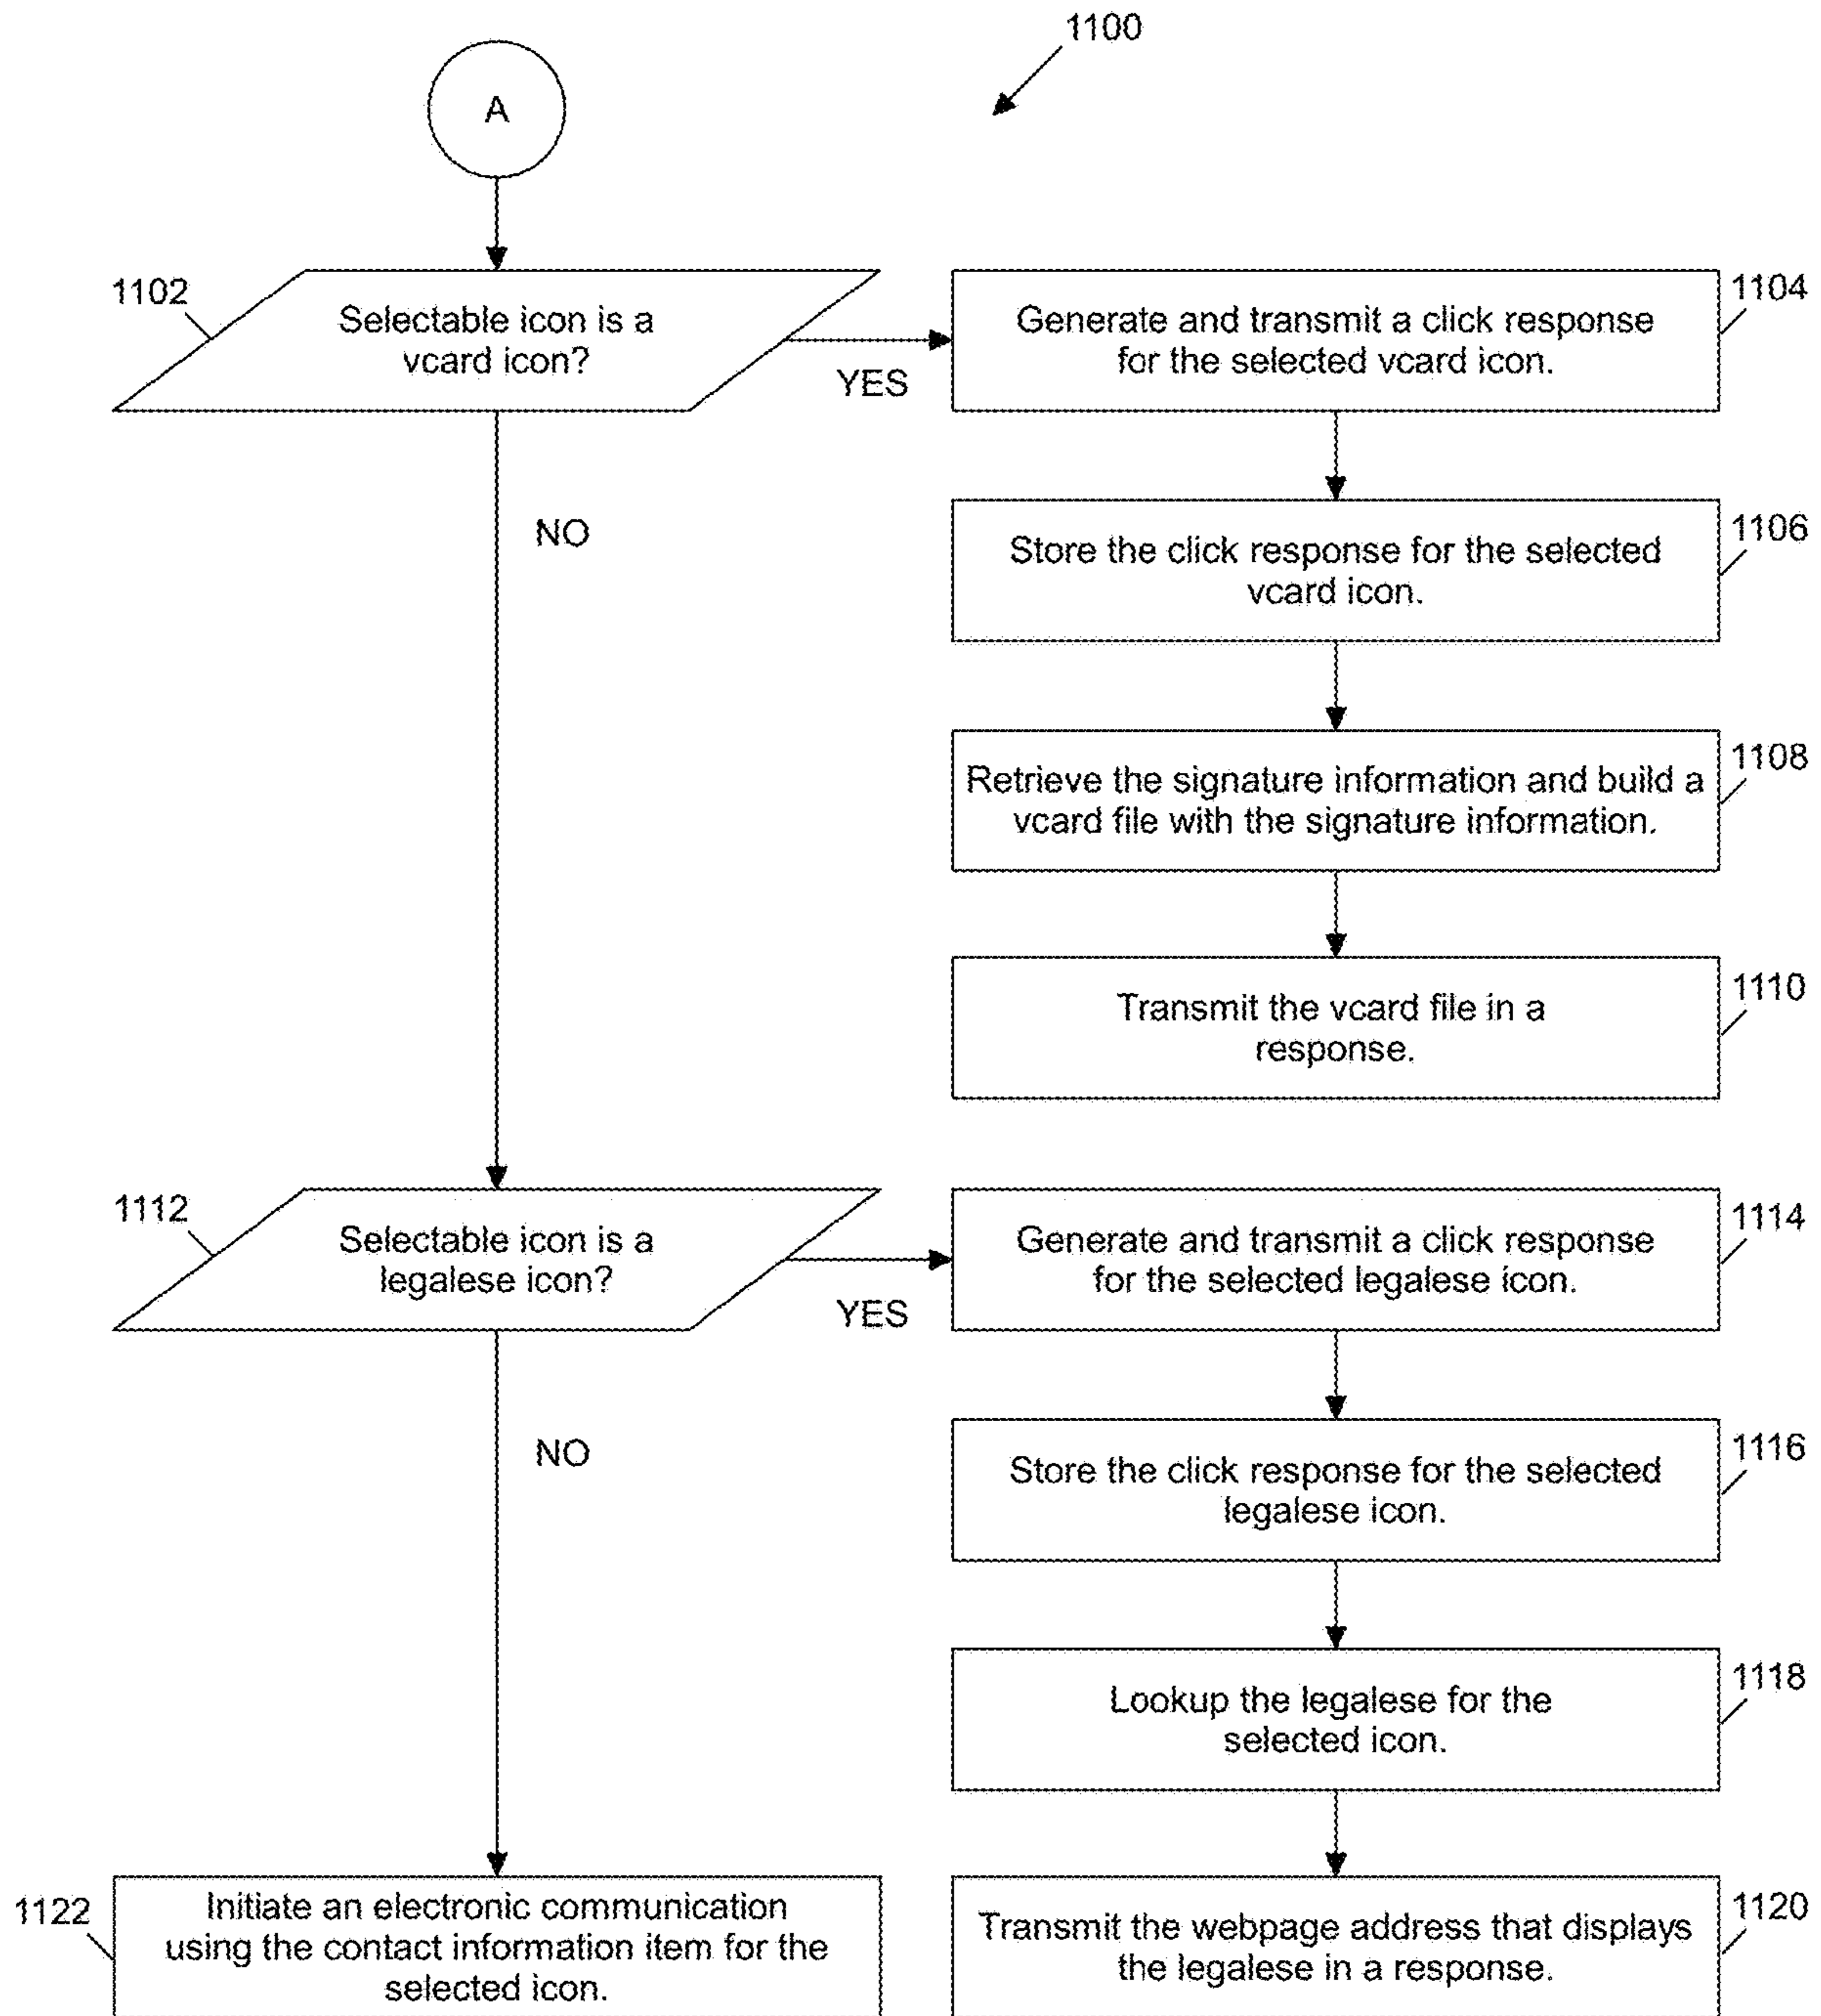 1100
A
1102
Selectable icon is a
vcard icon?
YES
NO
1104
Generate and transmit a click response
for the selected vcard icon.
1106
Store the click response for the selected
vcard icon.
1108
Retrieve the signature information and build a
vcard file with the signature information.
1110
Transmit the vcard file in a
response.
1112
Selectable icon is a
legalese icon?
YES
NO
1114
Generate and transmit a click response
for the selected legalese icon.
1116
Store the click response for the selected
legalese icon.
1118
Lookup the legalese for the
selected icon.
1122
Initiate an electronic communication
using the contact information item for the
selected icon.
1120
Transmit the webpage address that displays
the legalese in a response.